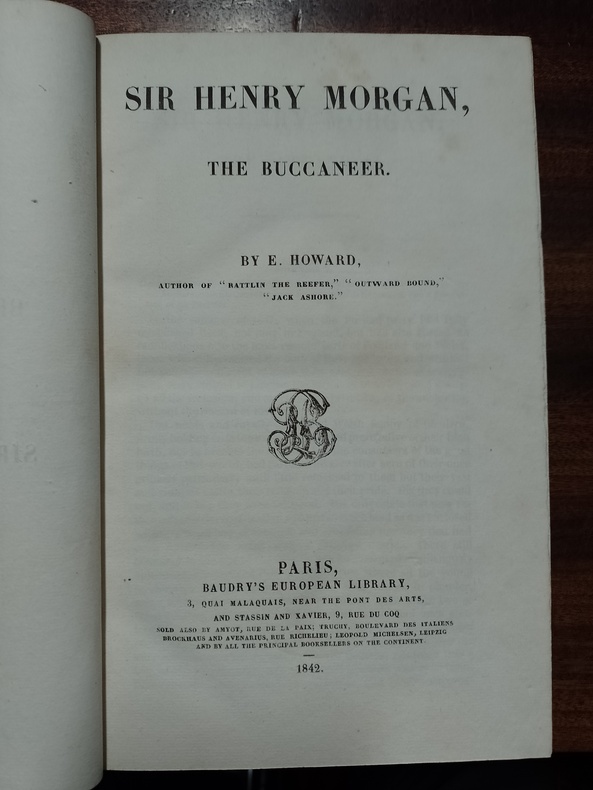 SIR HENRY MORGAN,
THE BUCCANEER.
BY E. HOWARD,
AUTHOR OF "RATTLIN THE REEFER," "OUTWARD BOUND,"
"JACK ASHORE."
PARIS,
BAUDRY'S EUROPEAN LIBRARY,
3, QUAI MALAQUAIS, NEAR THE PONT DES ARTS,
AND STASSIN AND XAVIER, 9, RUE DU COQ
SOLD ALSO BY AMYOT, RUE DE LA PAIX; TRUCHY, BOULEVARD DES ITALIENS
BROCKHAUS AND AVENARIUS, RUE RICHELIEU; LEOPOLD MICHELSEN, LEIPZIG
AND BY ALL THE PRINCIPAL BOOKSELLERS ON THE CONTINENT.
1842.